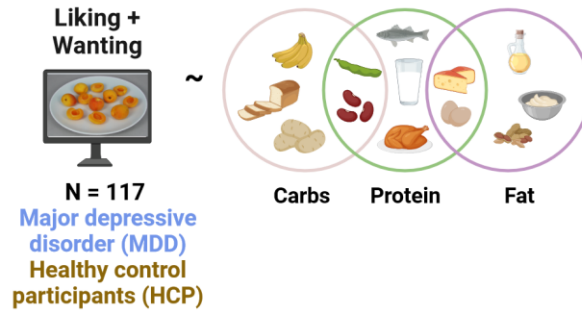 Liking +
Wanting
~
N = 117
Major depressive
disorder (MDD)
Healthy control
participants (HCP)
Carbs
Protein
Fat